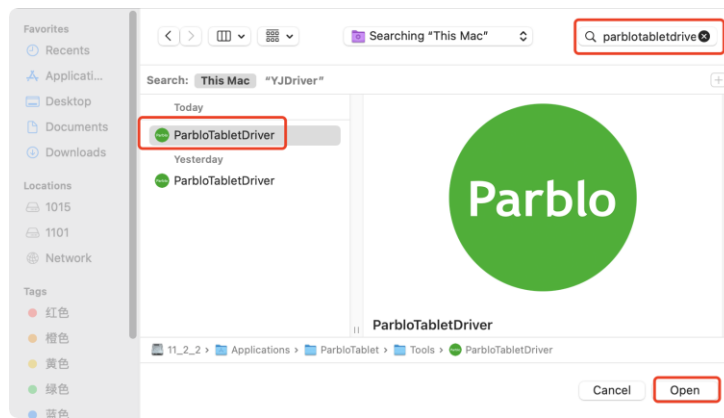 Favorites
Recents
Applicati...
Desktop
Documents
Downloads
Locations
1015
1101
Network
Tags
红色
橙色
黄色
绿色
蓝色
Searching "This Mac"
parblotabletdrive
Search: This Mac "YJDriver"
Today
ParbloTabletDriver
Yesterday
ParbloTabletDriver
Parblo
ParbloTabletDriver
11_2_2 › Applications › ParbloTablet › Tools › ParbloTabletDriver
Cancel Open